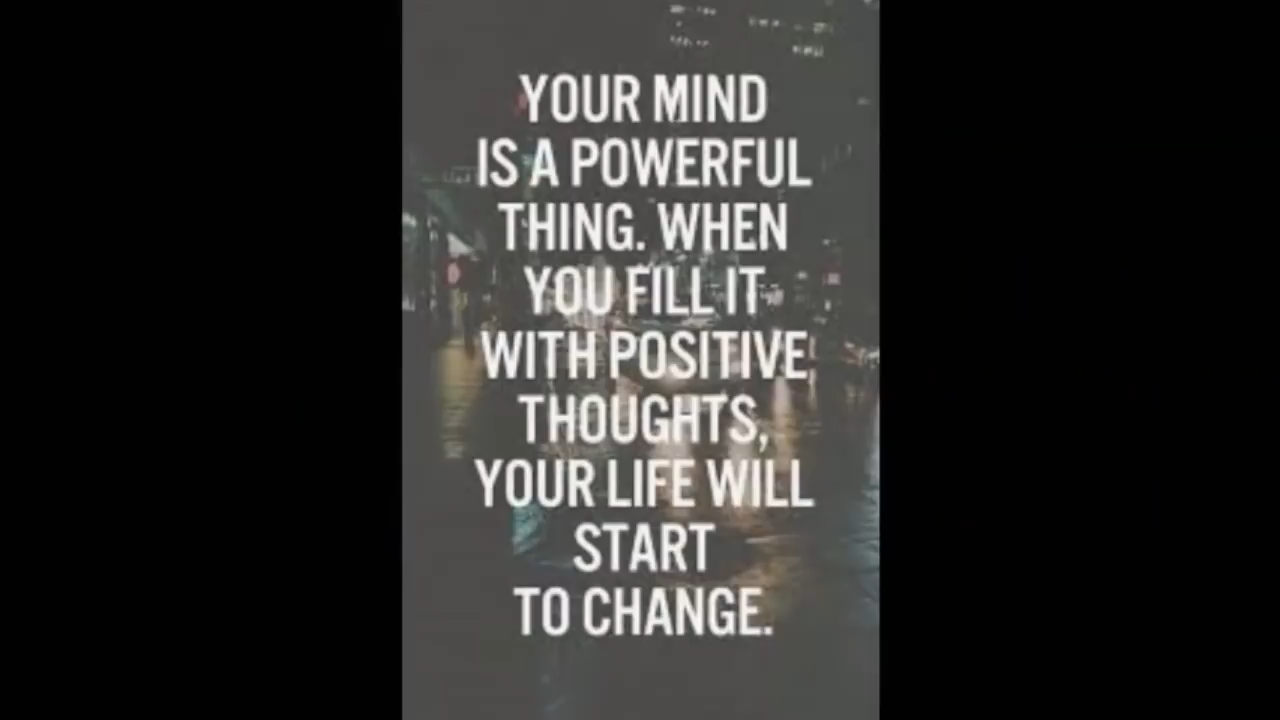 YOUR MIND
IS A POWERFUL
THING. WHEN
YOU FILL IT
WITH POSITIVE
THOUGHTS,
YOUR LIFE WILL
START
TO CHANGE.